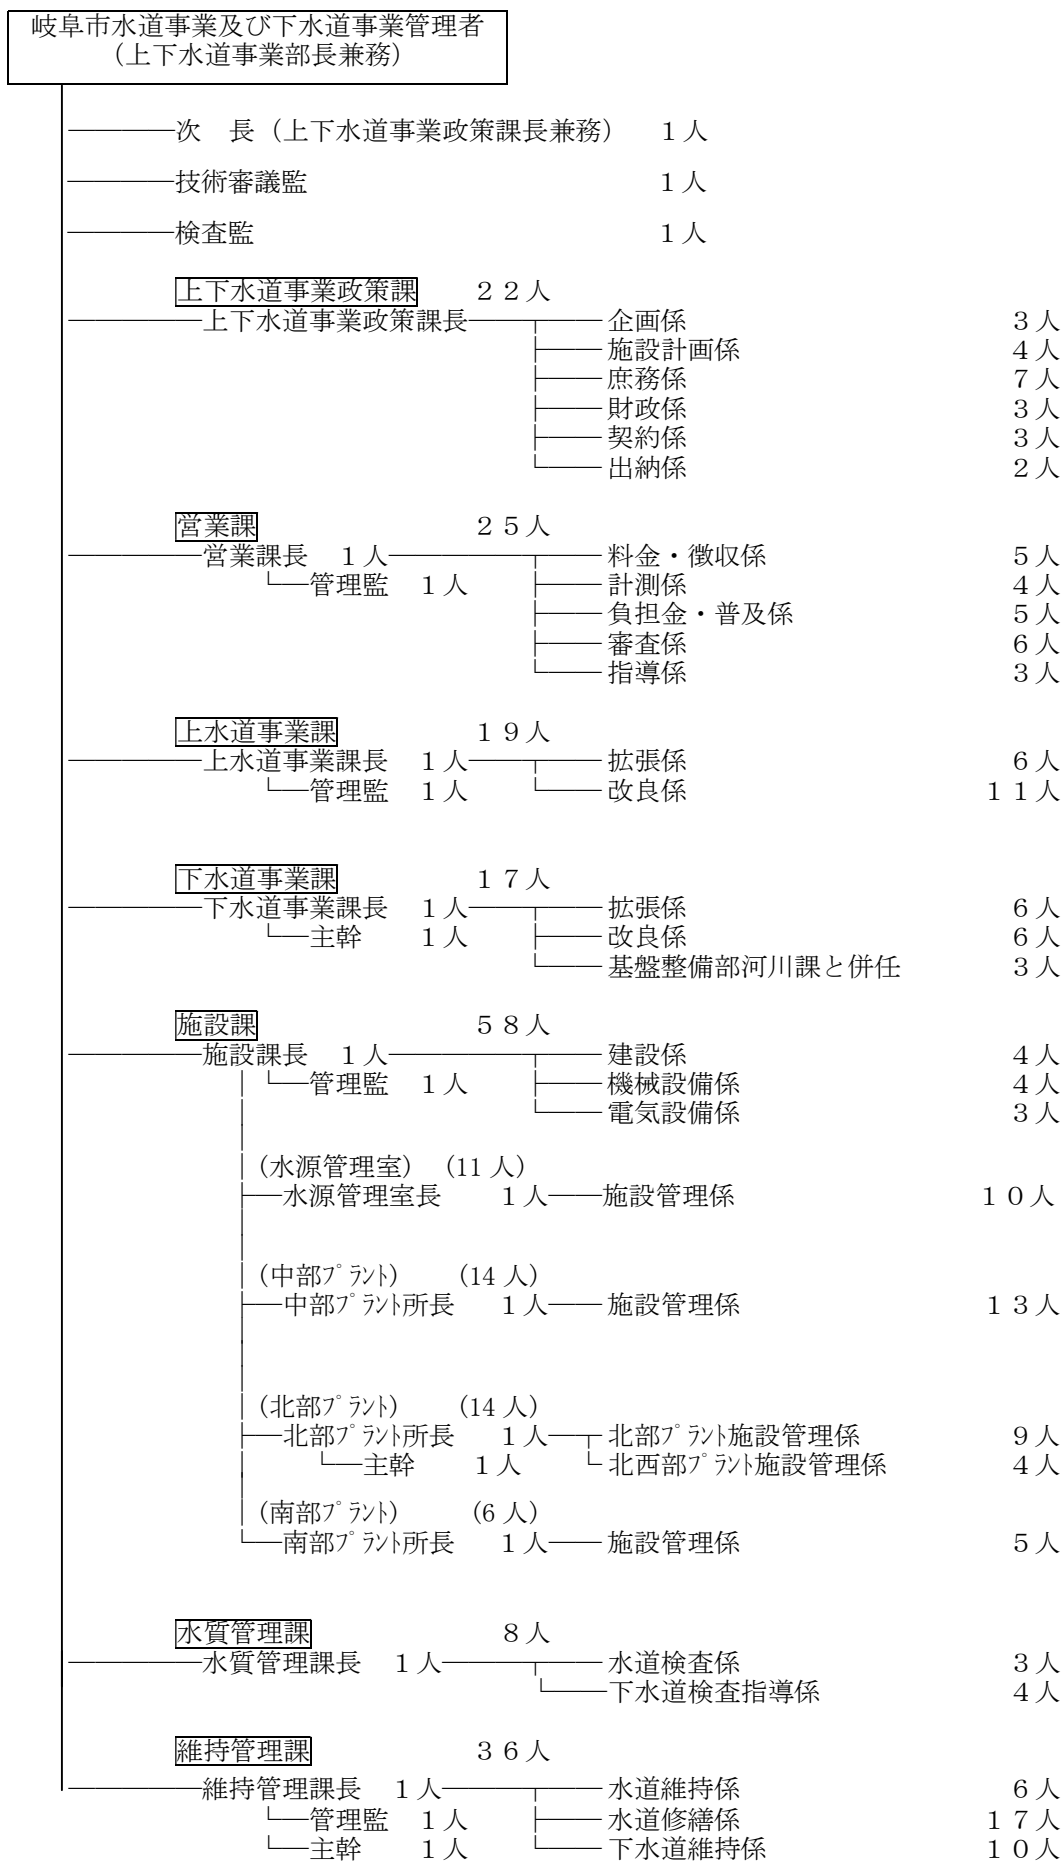 岐阜市水道事業及び下水道事業管理者
（上下水道事業部長兼務）
次　長（上下水道事業政策課長兼務）　１人
技術審議監　１人
検査監　１人
上下水道事業政策課　２２人
上下水道事業政策課長　企画係　３人
施設計画係　４人
庶務係　７人
財政係　３人
契約係　３人
出納係　２人
営業課　２５人
営業課長　１人　料金・徴収係　５人
管理監　１人　計測係　４人
負担金・普及係　５人
審査係　６人
指導係　３人
上水道事業課　１９人
上水道事業課長　１人　拡張係　６人
管理監　１人　改良係　１１人
下水道事業課　１７人
下水道事業課長　１人　拡張係　６人
主幹　１人　改良係　６人
基盤整備部河川課と併任　３人
施設課　５８人
施設課長　１人　建設係　４人
管理監　１人　機械設備係　４人
電気設備係　３人
（水源管理室）（11人）
水源管理室長　１人　施設管理係　１０人
（中部ﾌﾟﾗﾝﾄ）　（14人）
中部ﾌﾟﾗﾝﾄ所長　１人　施設管理係　１３人
（北部ﾌﾟﾗﾝﾄ）　（14人）
北部ﾌﾟﾗﾝﾄ所長　１人　北部ﾌﾟﾗﾝﾄ施設管理係　９人
主幹　１人　北西部ﾌﾟﾗﾝﾄ施設管理係　４人
（南部ﾌﾟﾗﾝﾄ）　（6人）
南部ﾌﾟﾗﾝﾄ所長　１人　施設管理係　５人
水質管理課　８人
水質管理課長　１人　水道検査係　３人
下水道検査指導係　４人
維持管理課　３６人
維持管理課長　１人　水道維持係　６人
管理監　１人　水道修繕係　１７人
主幹　１人　下水道維持係　１０人